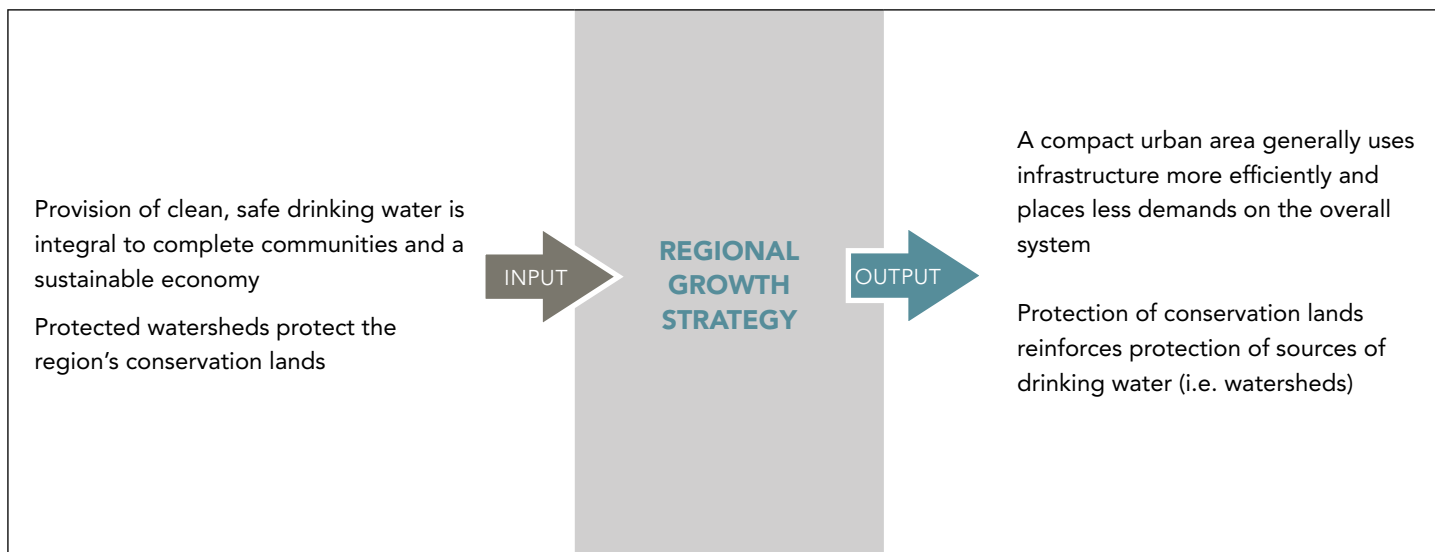 Provision of clean, safe drinking water is
integral to complete communities and a
sustainable economy
Protected watersheds protect the
region’s conservation lands
INPUT
REGIONAL
GROWTH
STRATEGY
OUTPUT
A compact urban area generally uses
infrastructure more efficiently and
places less demands on the overall
system
Protection of conservation lands
reinforces protection of sources of
drinking water (i.e. watersheds)